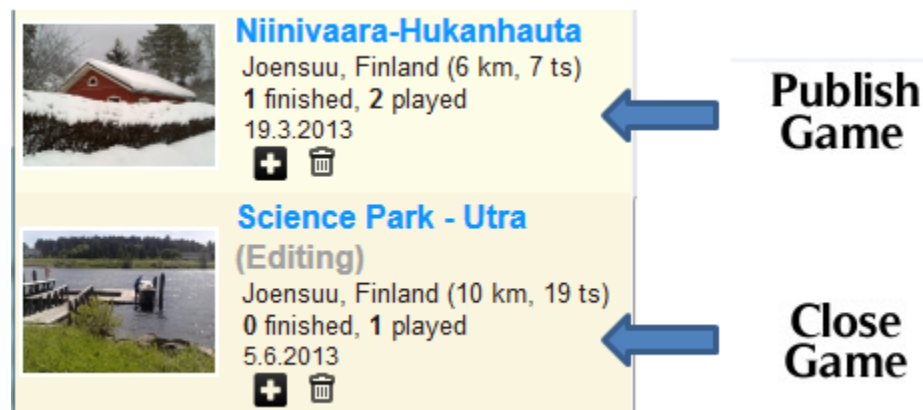 Niinivaara-Hukanhauta
Joensuu, Finland (6 km, 7 ts)
1 finished, 2 played
19.3.2013
Publish
Game
Science Park - Utra
(Editing)
Joensuu, Finland (10 km, 19 ts)
0 finished, 1 played
5.6.2013
Close
Game